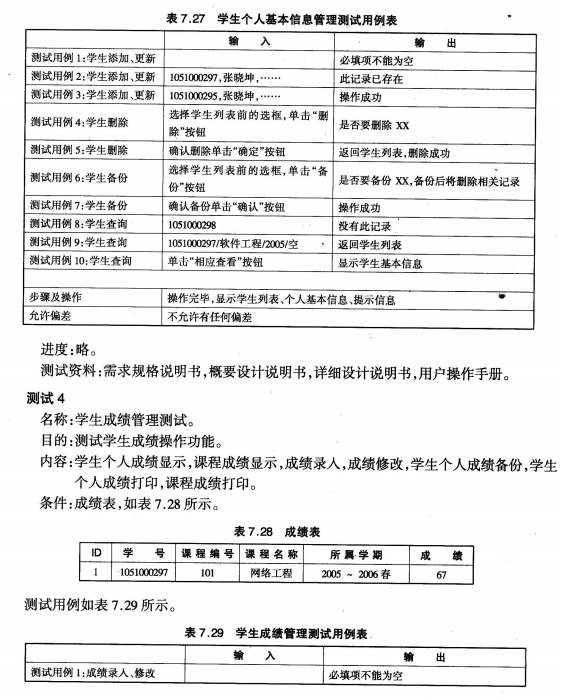 表 7.27 学生个人基本信息管理测试用例表
输 入 输 出
测试用例 1:学生添加、更新 必填项不能为空
测试用例 2:学生添加、更新 1051000297,张晓坤,…… 此记录已存在
测试用例 3:学生添加、更新 1051000295,张晓坤,…… 操作成功
测试用例 4:学生删除 选择学生列表前的选框,单击“删
除”按钮 是否要删除 XX
测试用例 5:学生删除 确认删除单击“确定”按钮 返回学生列表,删除成功
测试用例 6:学生备份 选择学生列表前的选框,单击“备
份”按钮 是否要备份 XX,备份后将删除相关记录
测试用例 7:学生备份 确认备份单击“确认”按钮 操作成功
测试用例 8:学生查询 1051000298 没有此记录
测试用例 9:学生查询 1051000297/软件工程/2005/空 返回学生列表
测试用例 10:学生查询 单击“相应查看”按钮 显示学生基本信息
步骤及操作 操作完毕,显示学生列表、个人基本信息、提示信息
允许偏差 不允许有任何偏差
进度:略。
测试资料:需求规格说明书,概要设计说明书,详细设计说明书,用户操作手册。
测试 4
名称:学生成绩管理测试。
目的:测试学生成绩操作功能。
内容:学生个人成绩显示,课程成绩显示,成绩录入,成绩修改,学生个人成绩备份,学生
个人成绩打印,课程成绩打印。
条件:成绩表,如表 7.28 所示。
表 7.28 成绩表
ID 学 号 课程编号 课程名称 所属学期 成 绩
1 1051000297 101 网络工程 2005 ~ 2006 春 67
测试用例如表 7.29 所示。
表 7.29 学生成绩管理测试用例表
输 入 输 出
测试用例 1:成绩录入、修改 必填项不能为空